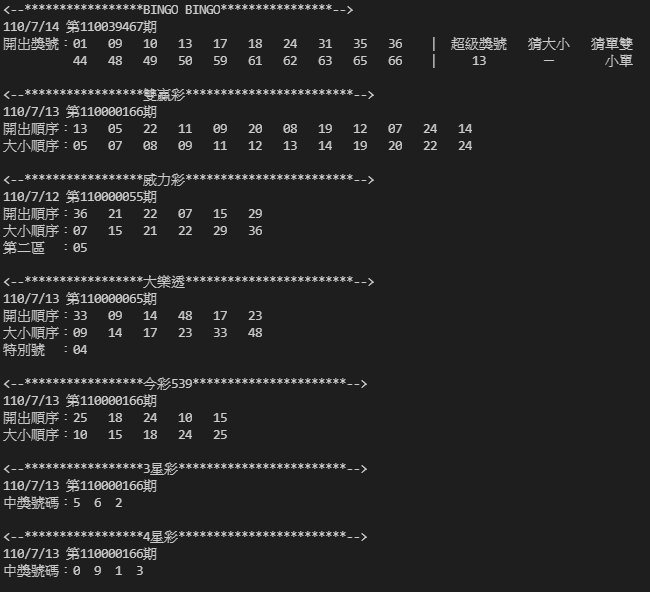 <--*****************BINGO BINGO****************-->
110/7/14 第110039467期
開出獎號：01 09 10 13 17 18 24 31 35 36 | 超級獎號 猜大小 猜單雙
44 48 49 50 59 61 62 63 65 66 | 13 － 小單
<--*****************雙贏彩************************-->
110/7/13 第110000166期
開出順序：13 05 22 11 09 20 08 19 12 07 24 14
大小順序：05 07 08 09 11 12 13 14 19 20 22 24
<--*****************威力彩************************-->
110/7/12 第110000055期
開出順序：36 21 22 07 15 29
大小順序：07 15 21 22 29 36
第二區 ：05
<--*****************大樂透************************-->
110/7/13 第110000065期
開出順序：33 09 14 48 17 23
大小順序：09 14 17 23 33 48
特別號 ：04
<--*****************今彩539**********************-->
110/7/13 第110000166期
開出順序：25 18 24 10 15
大小順序：10 15 18 24 25
<--*****************3星彩************************-->
110/7/13 第110000166期
中獎號碼：5 6 2
<--*****************4星彩************************-->
110/7/13 第110000166期
中獎號碼：0 9 1 3